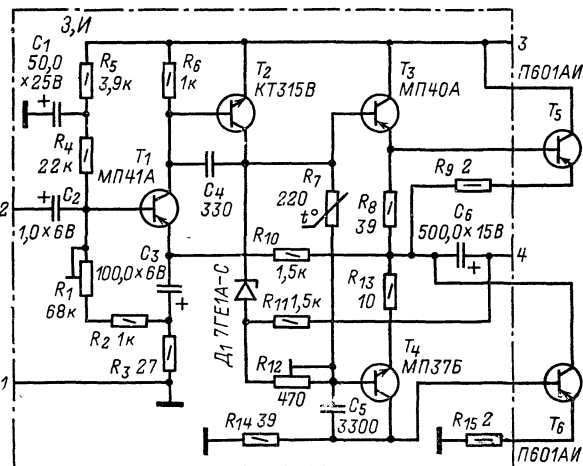 З,И
C1
50,0
×25В
R5
3,9к
R6
1к
T2
КТ315В
T3
МП40А
3
П601АИ
T5
R4
22к
T1
МП41А
C4
330
R7
220
t°
R9 2
R8
39
C6
500,0×15В
2
C2
1,0×6В
C3
100,0×6В
R10
1,5к
4
R1
68к
R13
10
Д1 7ГЕ1А-С
R11 1,5к
R2 1к
R3 27
R12
470
T4
МП37Б
1
C5
3300
R14 39
R15 2
T6
П601АИ